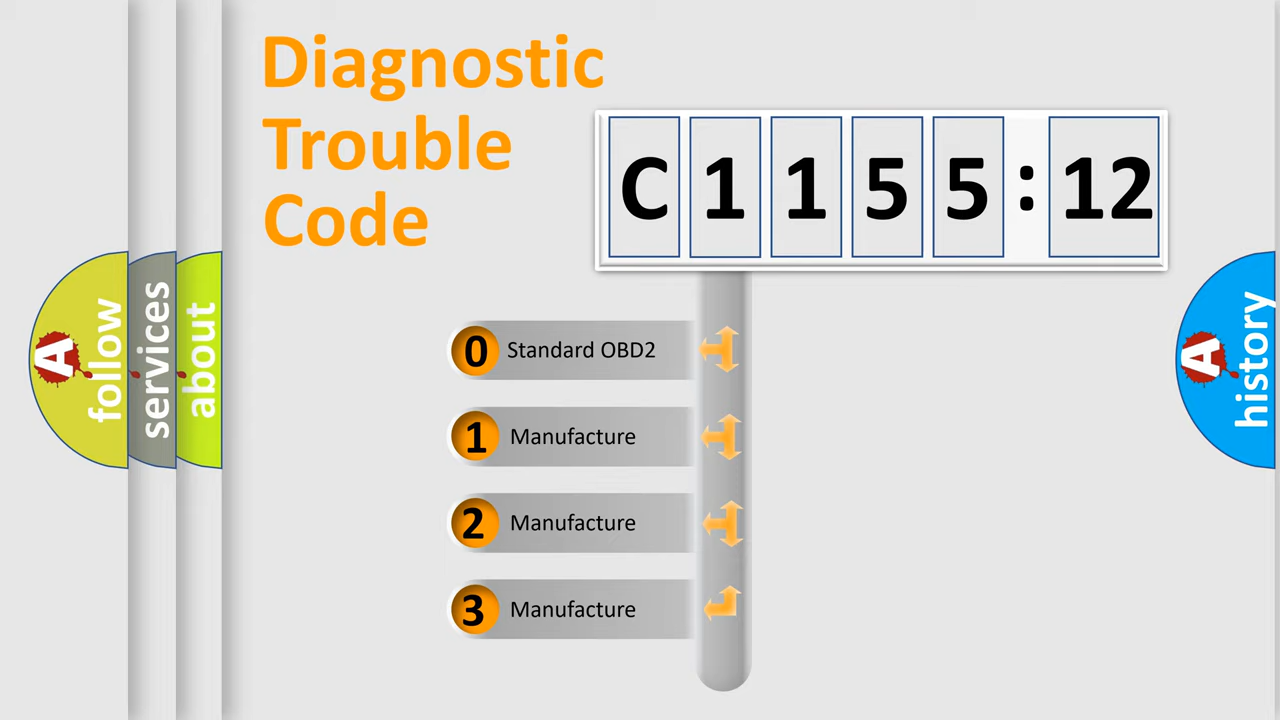 Diagnostic
Trouble
Code
C 1 1 5 5 : 12
0 Standard OBD2
1 Manufacture
2 Manufacture
3 Manufacture
A follow
services
about
A history